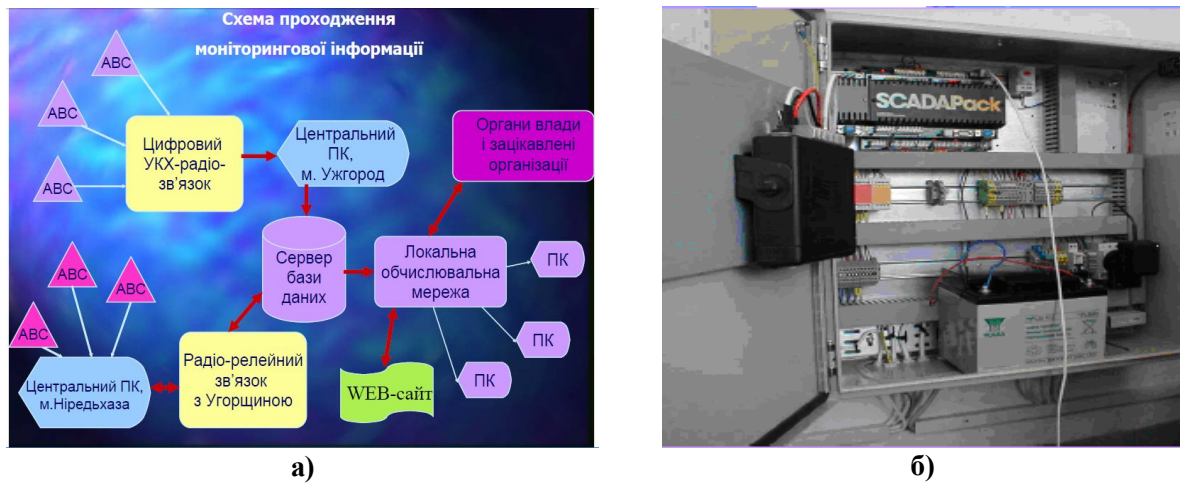 Схема проходження
моніторингової інформації
АВС
АВС
АВС
Цифровий
УКХ-радіо-
зв’язок
Центральний
ПК,
м. Ужгород
Органи влади
і зацікавлені
організації
Сервер
бази
даних
Локальна
обчислювальна
мережа
ПК
ПК
ПК
АВС
АВС
АВС
Центральний ПК,
м.Ніредьхаза
Радіо-релейний
зв’язок
з Угорщиною
WEB-сайт
а)
SCADAPack
б)